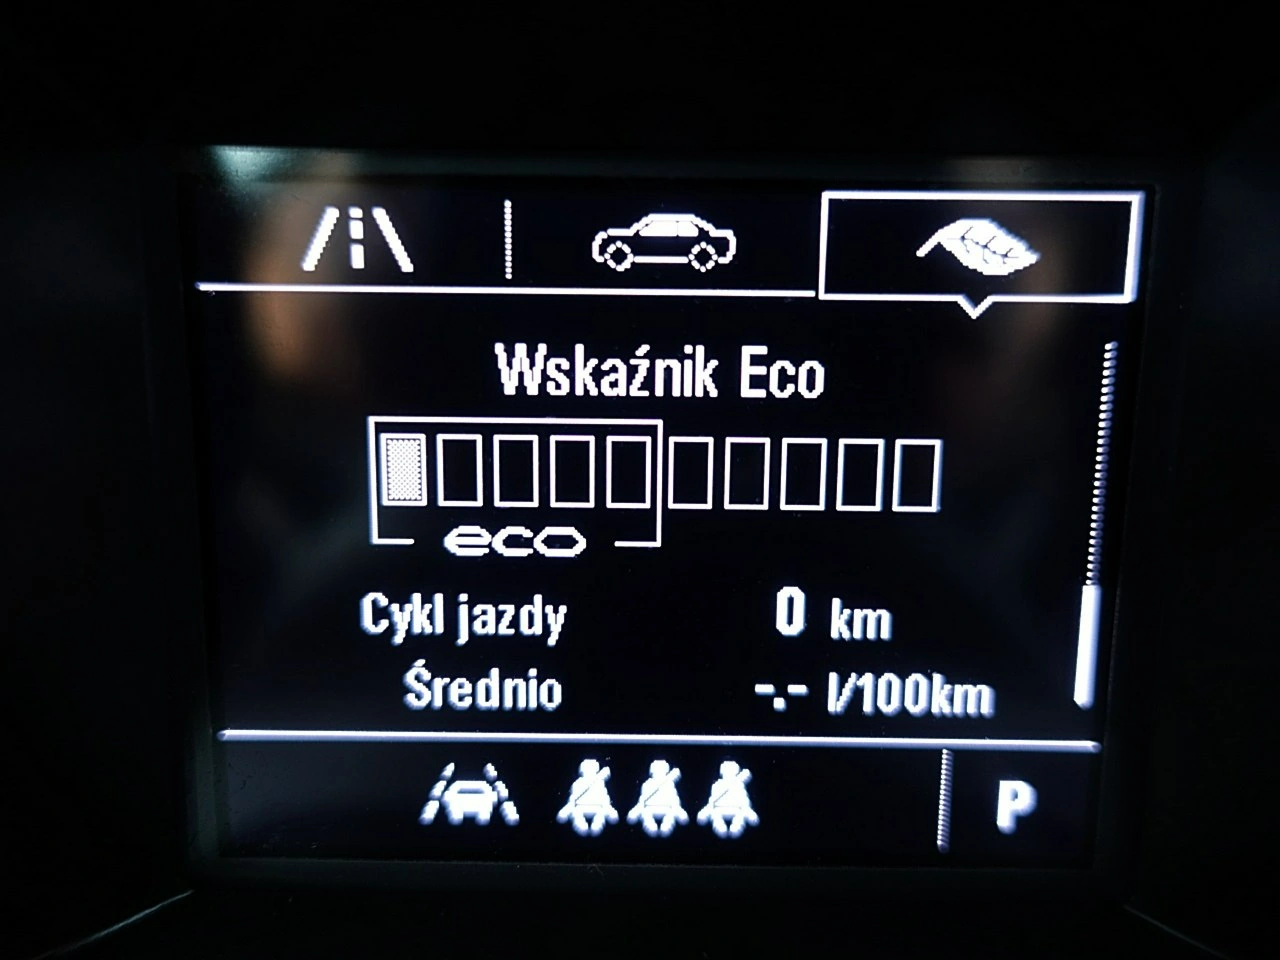 Wskaźnik Eco
eco
Cykl jazdy 0 km
Średnio -.- l/100km
P